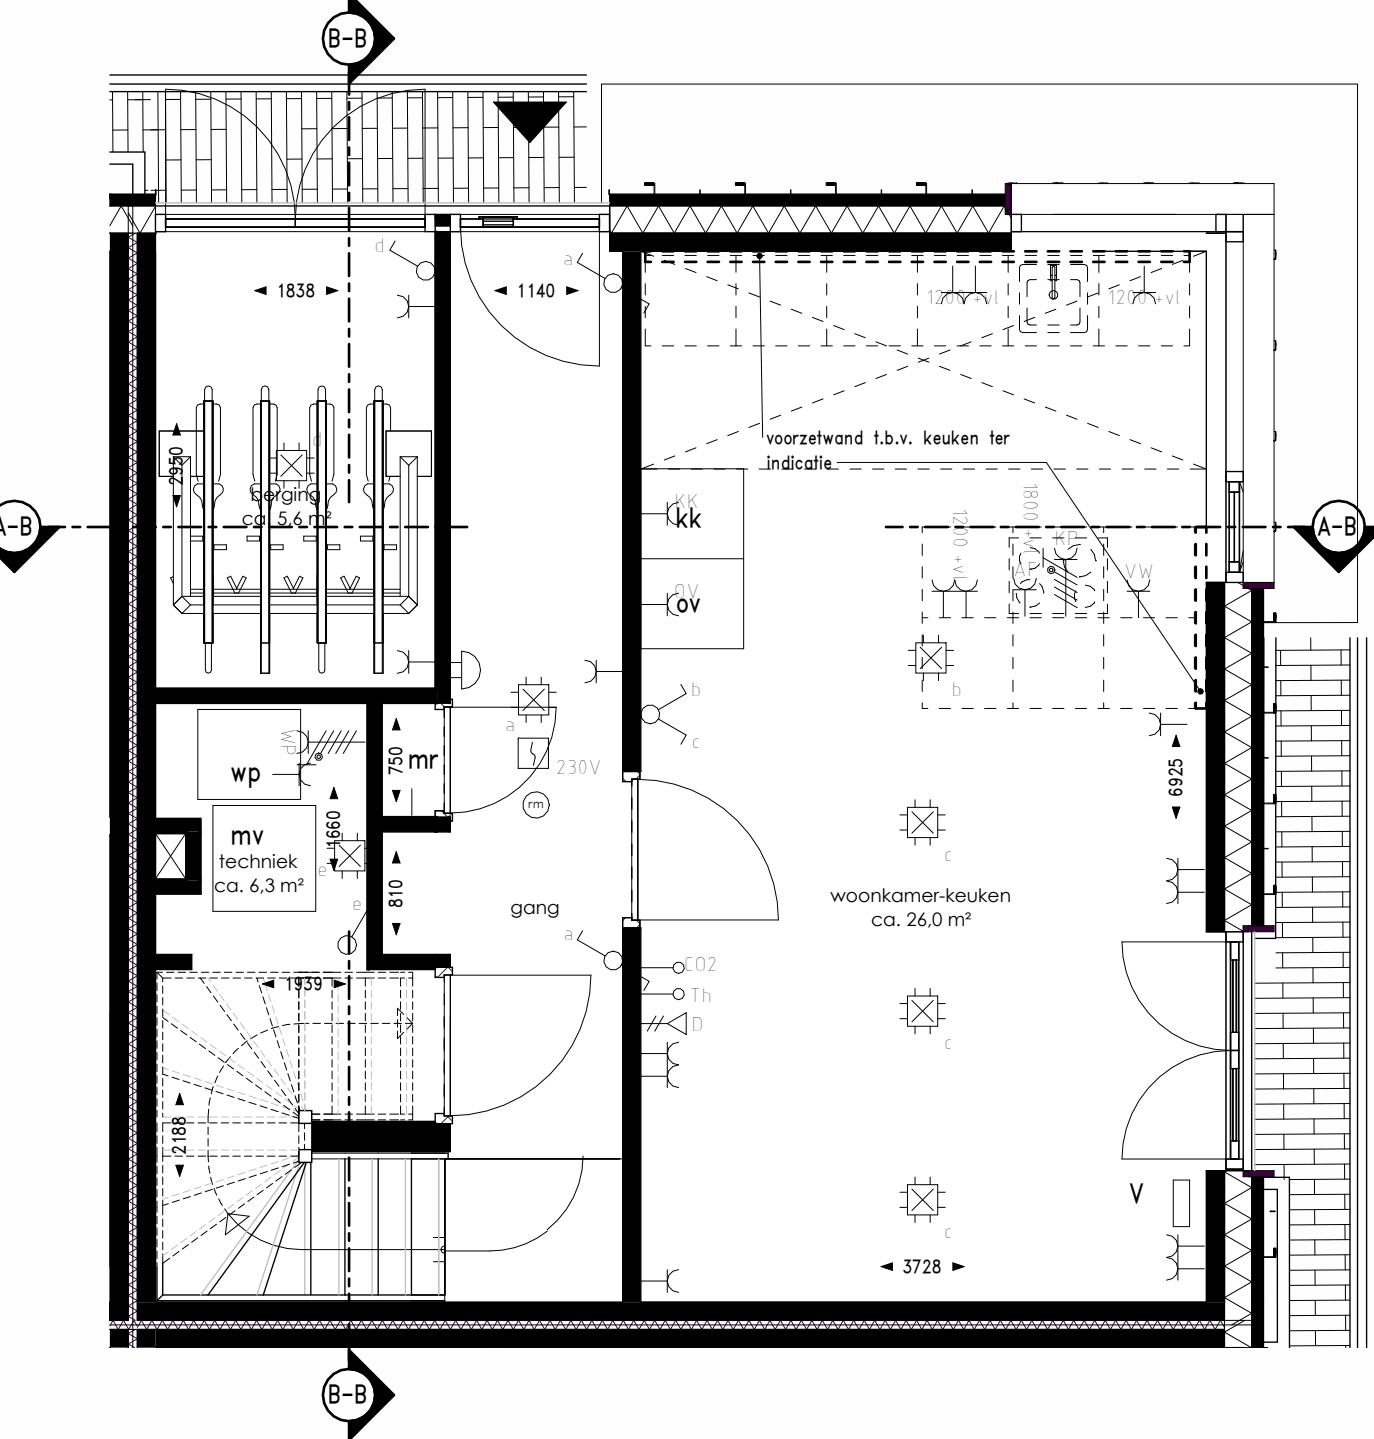 B-B
d
a
1838
1140
1200 +vl
1200 +vl
voorzetwand t.b.v. keuken ter
indicatie
d
2950
berging
ca. 5,6 m²
KK
kk
A-B
A-B
1200 +vl
1800 +vl
KP
AF
VW
OV
ov
b
b
c
a
WP
wp
750
mr
230V
rm
6925
1660
mv
techniek
ca. 6,3 m²
e
e
810
gang
c
woonkamer-keuken
ca. 26,0 m²
a
CO2
Th
D
1939
c
2188
V
c
3728
B-B